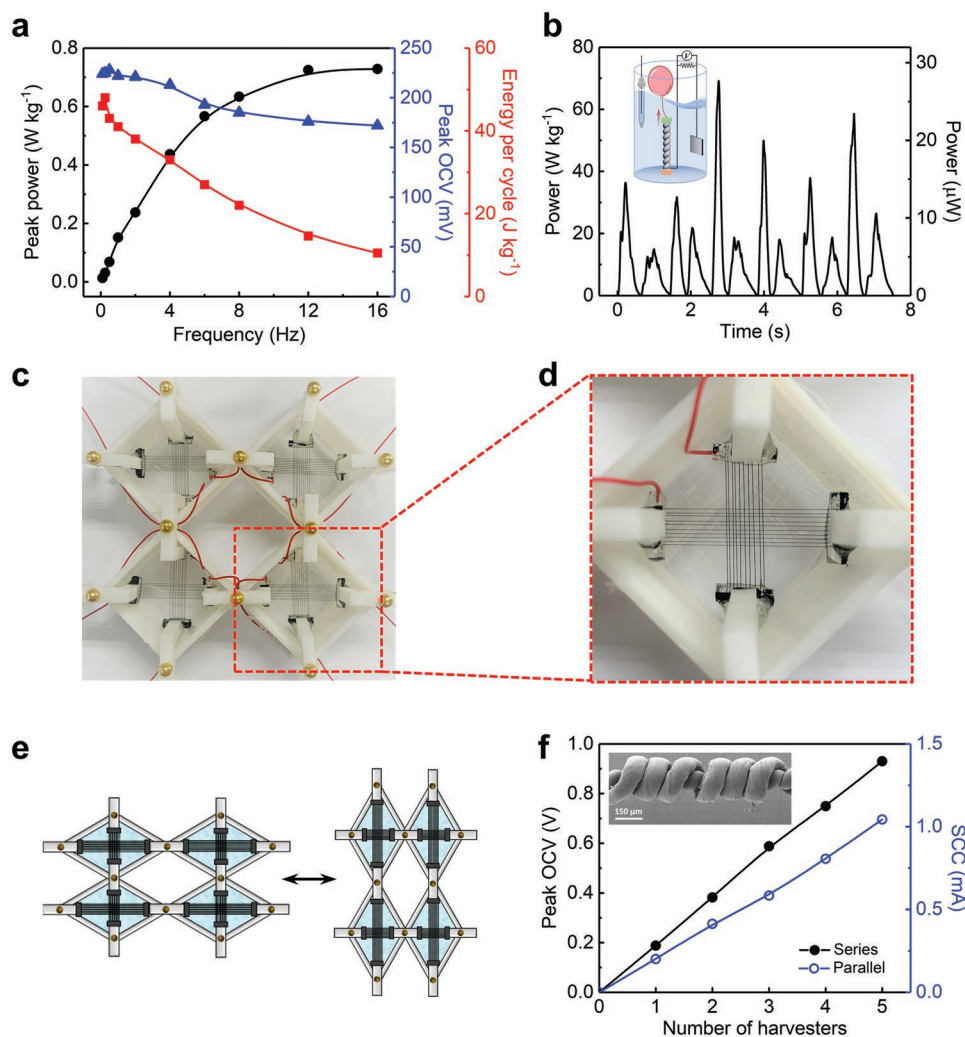 a
0.8
0.6
0.4
0.2
0.0
Peak power (W kg⁻¹)
0
4
8
12
16
Frequency (Hz)
250
200
150
100
50
0
Peak OCV (mV)
60
50
40
30
20
10
0
Energy per cycle (J kg⁻¹)
b
80
60
40
20
0
Power (W kg⁻¹)
V
0
2
4
6
8
Time (s)
30
20
10
0
Power (μW)
c
d
e
f
1.0
0.8
0.6
0.4
0.2
0.0
Peak OCV (V)
150 μm
Series
Parallel
0
1
2
3
4
5
Number of harvesters
1.5
1.0
0.5
0.0
SCC (mA)